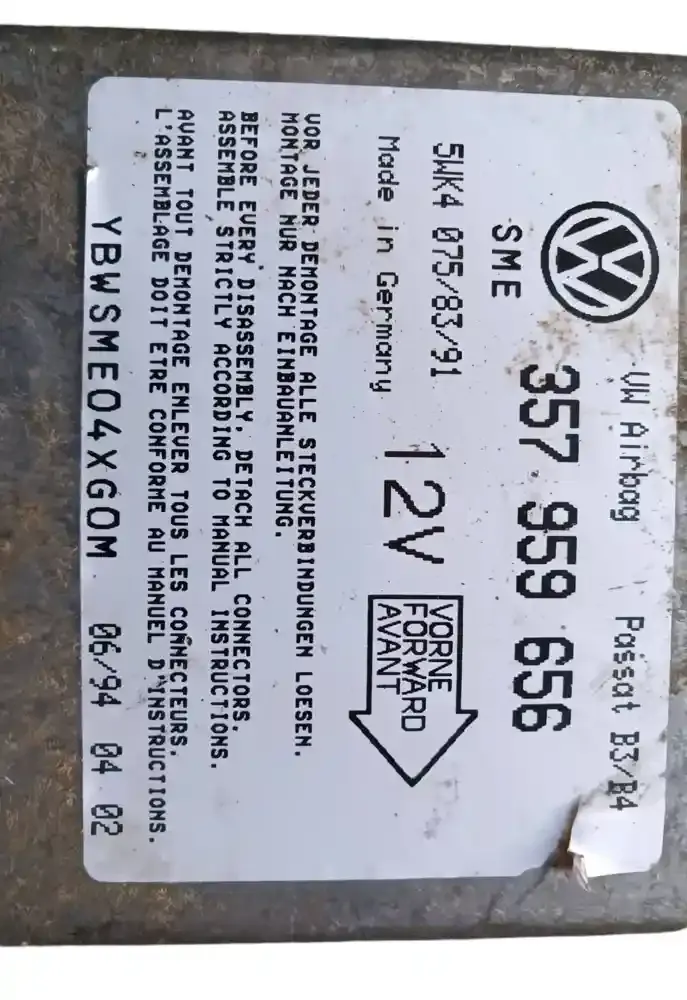 VW Airbag Passat B3/B4
357 959 656
SME
5WK4 075/83/91
Made in Germany
12V
VORNE
FORWARD
AVANT
VOR JEDER DEMONTAGE ALLE STECKVERBINDUNGEN LOESEN.
MONTAGE NUR NACH EINBAUANLEITUNG.
BEFORE EVERY DISASSEMBLY, DETACH ALL CONNECTORS.
ASSEMBLE STRICTLY ACCORDING TO MANUAL INSTRUCTIONS.
AVANT TOUT DEMONTAGE ENLEVER TOUS LES CONNECTEURS.
L'ASSEMBLAGE DOIT ETRE CONFORME AU MANUEL D'INSTRUCTIONS.
YBWSME04XGOM 06/94 04 02